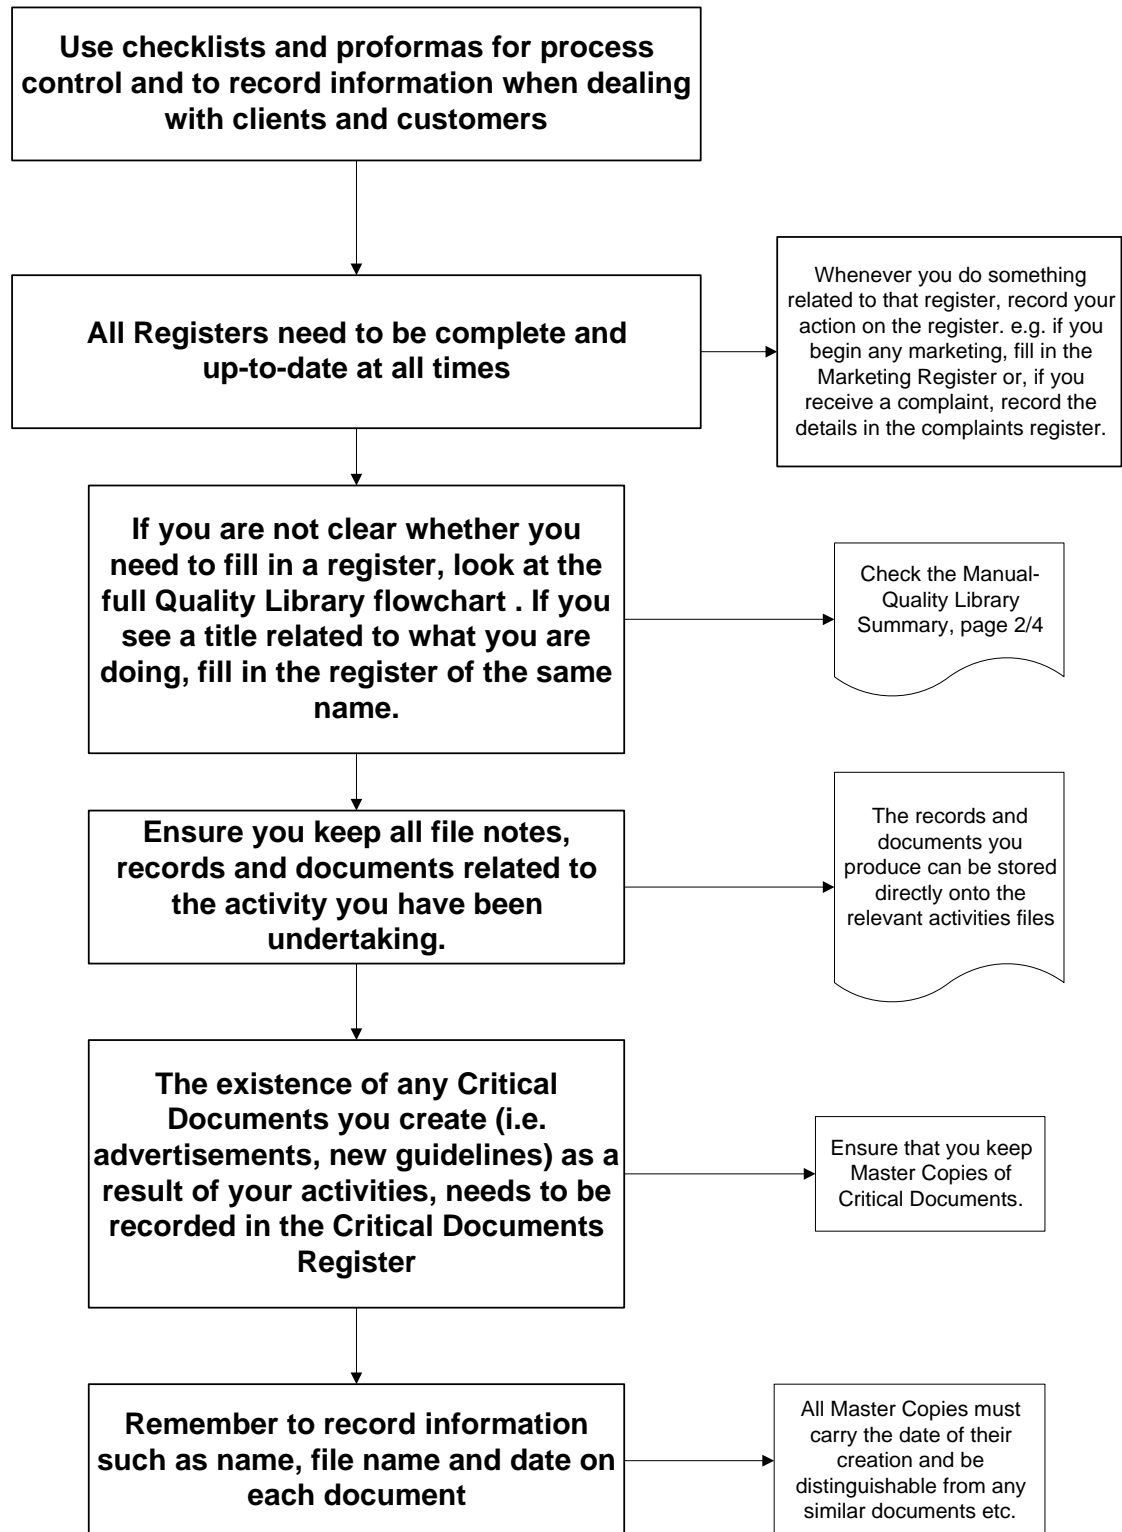 Use checklists and proformas for process
control and to record information when dealing
with clients and customers
All Registers need to be complete and
up-to-date at all times
Whenever you do something
related to that register, record your
action on the register. e.g. if you
begin any marketing, fill in the
Marketing Register or, if you
receive a complaint, record the
details in the complaints register.
If you are not clear whether you
need to fill in a register, look at the
full Quality Library flowchart . If you
see a title related to what you are
doing, fill in the register of the same
name.
Check the Manual-
Quality Library
Summary, page 2/4
Ensure you keep all file notes,
records and documents related to
the activity you have been
undertaking.
The records and
documents you
produce can be stored
directly onto the
relevant activities files
The existence of any Critical
Documents you create (i.e.
advertisements, new guidelines) as a
result of your activities, needs to be
recorded in the Critical Documents
Register
Ensure that you keep
Master Copies of
Critical Documents.
Remember to record information
such as name, file name and date on
each document
All Master Copies must
carry the date of their
creation and be
distinguishable from any
similar documents etc.